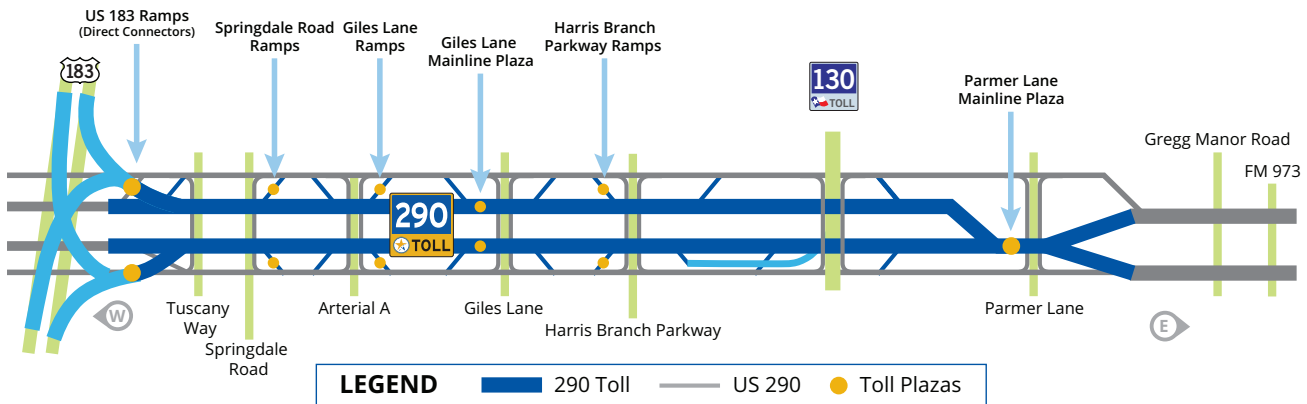 US 183 Ramps
(Direct Connectors)
Springdale Road
Ramps
Giles Lane
Ramps
Giles Lane
Mainline Plaza
Harris Branch
Parkway Ramps
Parmer Lane
Mainline Plaza
183
130
TOLL
Gregg Manor Road
FM 973
290
TOLL
W
Tuscany
Way
Springdale
Road
Arterial A
Giles Lane
Harris Branch Parkway
Parmer Lane
E
LEGEND
290 Toll
US 290
Toll Plazas